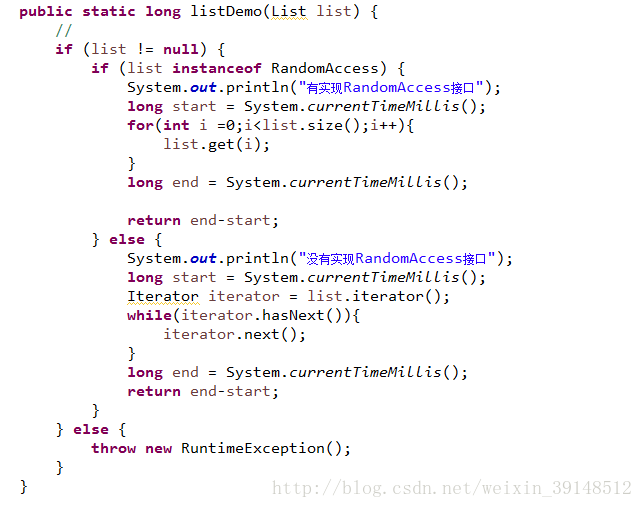 public static long listDemo(List list) {
    //
    if (list != null) {
        if (list instanceof RandomAccess) {
            System.out.println("有实现RandomAccess接口");
            long start = System.currentTimeMillis();
            for(int i =0;i<list.size();i++){
                list.get(i);
            }
            long end = System.currentTimeMillis();

            return end-start;
        } else {
            System.out.println("没有实现RandomAccess接口");
            long start = System.currentTimeMillis();
            Iterator iterator = list.iterator();
            while(iterator.hasNext()){
                iterator.next();
            }
            long end = System.currentTimeMillis();
            return end-start;
        }
    } else {
        throw new RuntimeException();
    }
}
http://blog.csdn.net/weixin_39148512